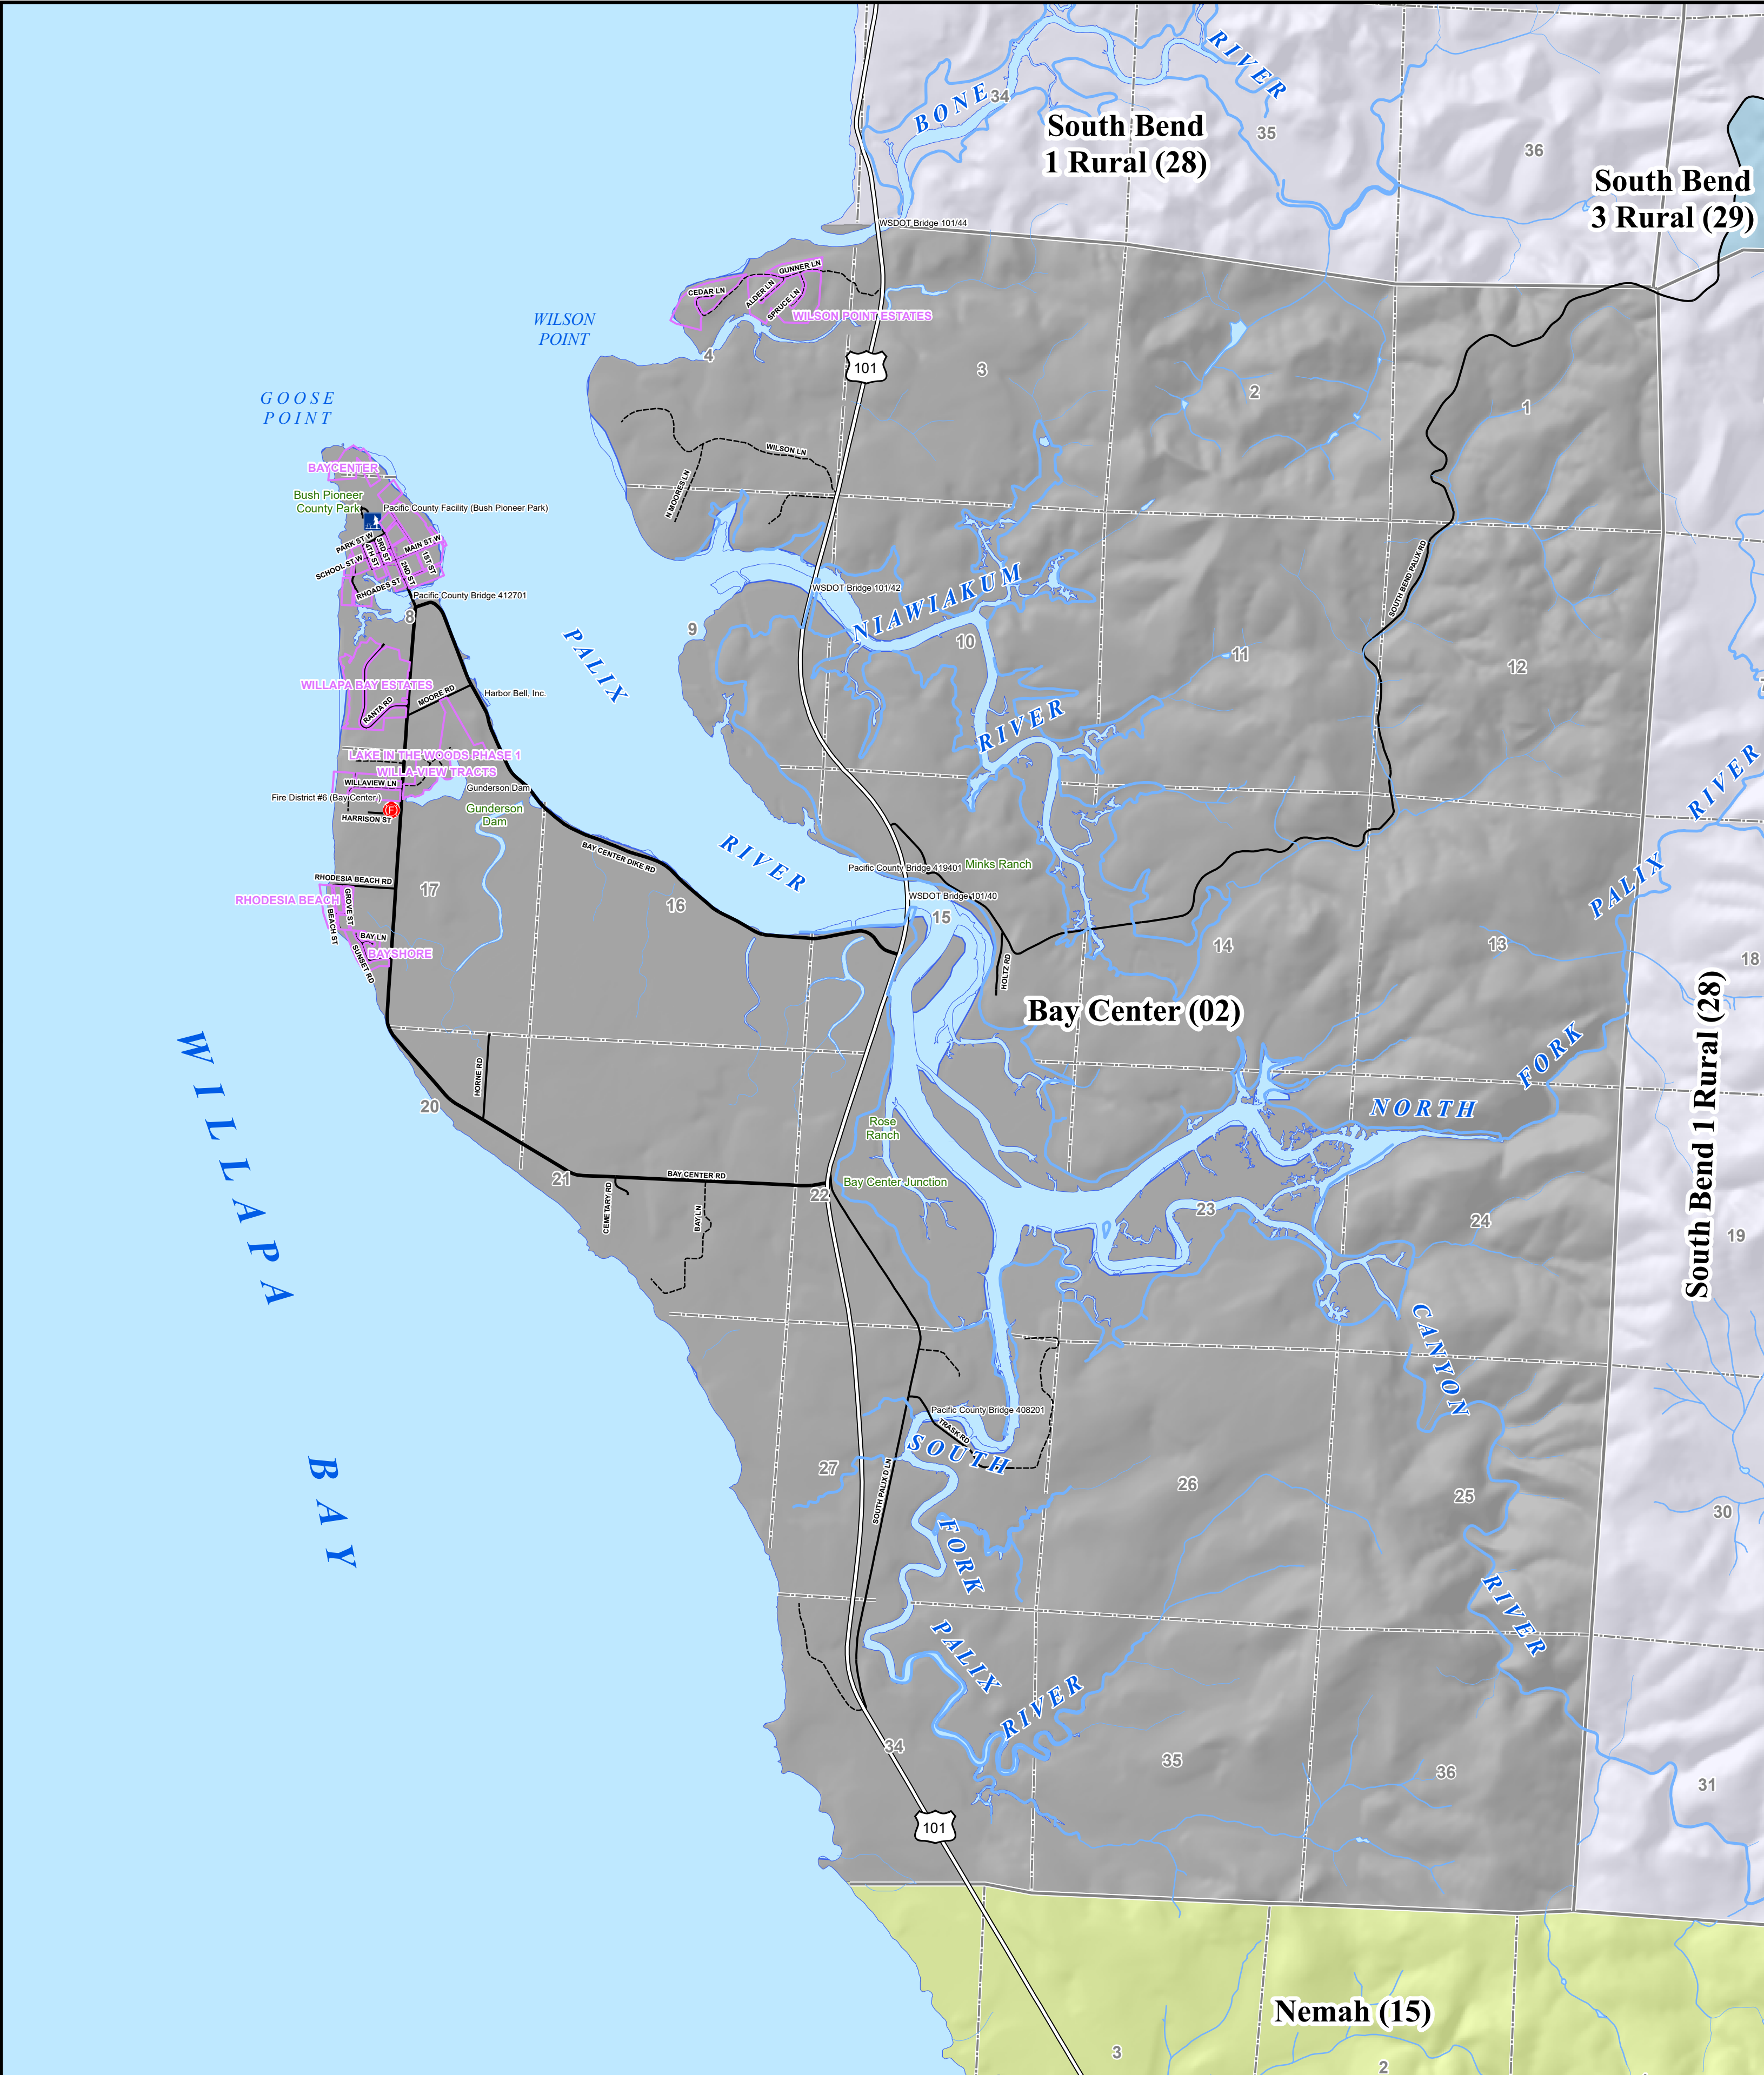 RIVER
BONE
34
35
36
South Bend
1 Rural (28)
South Bend
3 Rural (29)
WSDOT Bridge 101/44
GUNNER LN
CEDAR LN
ALDER LN
SPRUCE LN
WILSON POINT ESTATES
WILSON
POINT
4
101
3
2
1
GOOSE
POINT
BAYCENTER
Bush Pioneer
County Park
Pacific County Facility (Bush Pioneer Park)
PARK ST W
4TH ST
3RD ST
MAIN ST W
SCHOOL ST W
2ND ST
1ST ST
RHOADES ST
Pacific County Bridge 412701
8
WILSON LN
N MOORES LN
WSDOT Bridge 101/42
NIAWIAKUM
RIVER
SOUTH BEND PALIX RD
9
10
11
12
PALIX
RIVER
WILLAPA BAY ESTATES
RANTA RD
MOORE RD
Harbor Bell, Inc.
LAKE IN THE WOODS PHASE 1
WILLA-VIEW TRACTS
WILLAVIEW LN
Gunderson Dam
Fire District #6 (Bay Center)
F
HARRISON ST
Gunderson
Dam
BAY CENTER DIKE RD
RHODESIA BEACH RD
RHODESIA BEACH
GROVE ST
BEACH ST
BAY LN
BAYSHORE
SUNSET RD
17
16
Pacific County Bridge 419401
Minks Ranch
WSDOT Bridge 101/40
15
HOLTZ RD
14
13
18
Bay Center (02)
NORTH
FORK
PALIX
RIVER
South Bend 1 Rural (28)
WILLAPA
BAY
HORNE RD
20
21
BAY CENTER RD
CEMETARY RD
BAY LN
22
Rose
Ranch
Bay Center Junction
23
24
19
CANYON
RIVER
Pacific County Bridge 408201
TRASK RD
SOUTH
FORK
PALIX
RIVER
SOUTH PALIX D LN
27
26
25
30
34
35
36
31
101
Nemah (15)
3
2